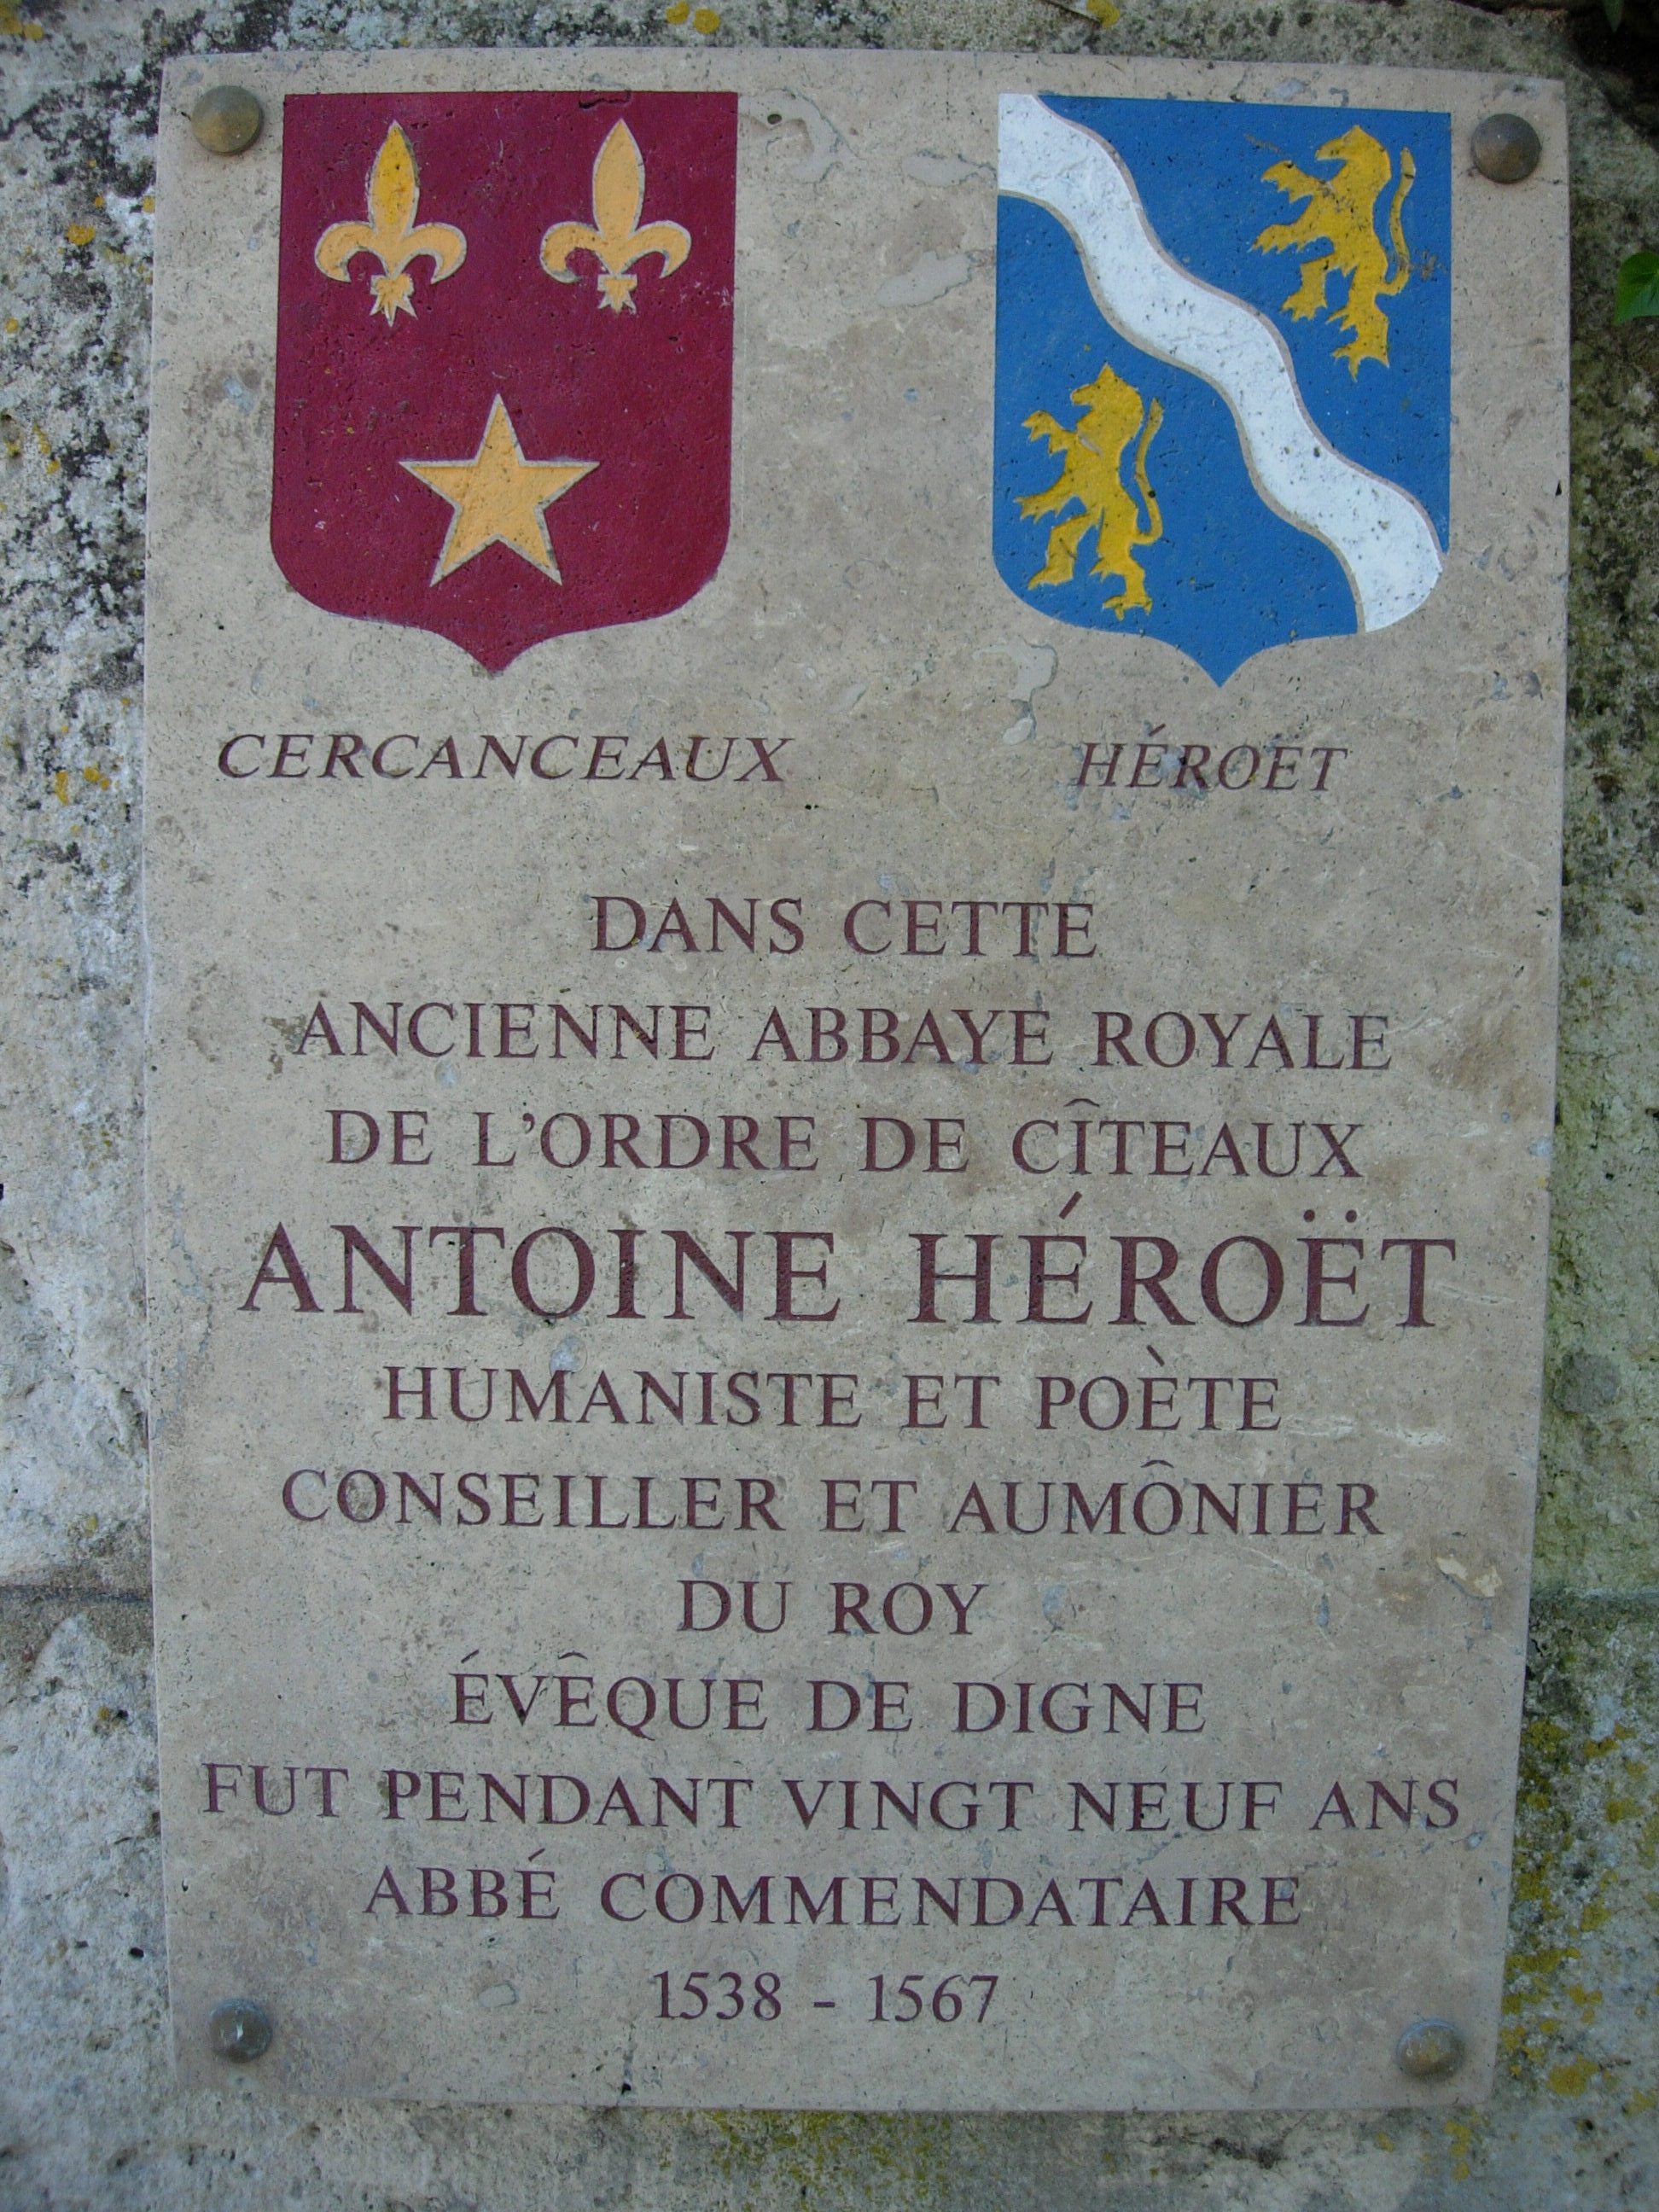 CERCANCEAUX HÉROËT
DANS CETTE
ANCIENNE ABBAYE ROYALE
DE L'ORDRE DE CÎTEAUX
ANTOINE HÉROËT
HUMANISTE ET POÈTE
CONSEILLER ET AUMÔNIER
DU ROY
ÉVÊQUE DE DIGNE
FUT PENDANT VINGT NEUF ANS
ABBÉ COMMENDATAIRE
1538 - 1567